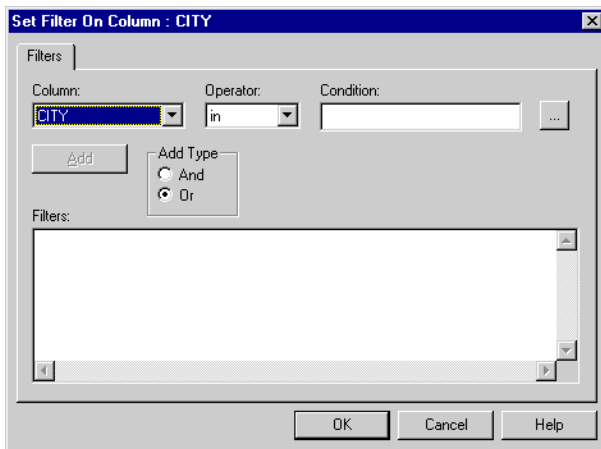 Set Filter On Column : CITY
Filters
Column: Operator: Condition:
CITY in ...
Add Add Type
And
Or
Filters:
OK Cancel Help